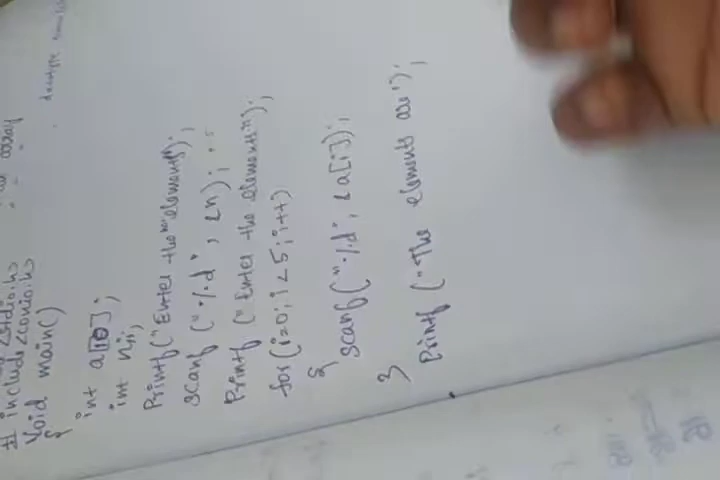 <stdio.h>
# include <conio.h>
Void main()
{
int a[10];
int n,i;
Printf("Enter the no elements");
scanf ("%d", &n);
Printf ("Enter the elements");
for (i=0; i<5; i++)
{
scanf ("%d", &a[i]);
}
Printf ("The elements are");
array